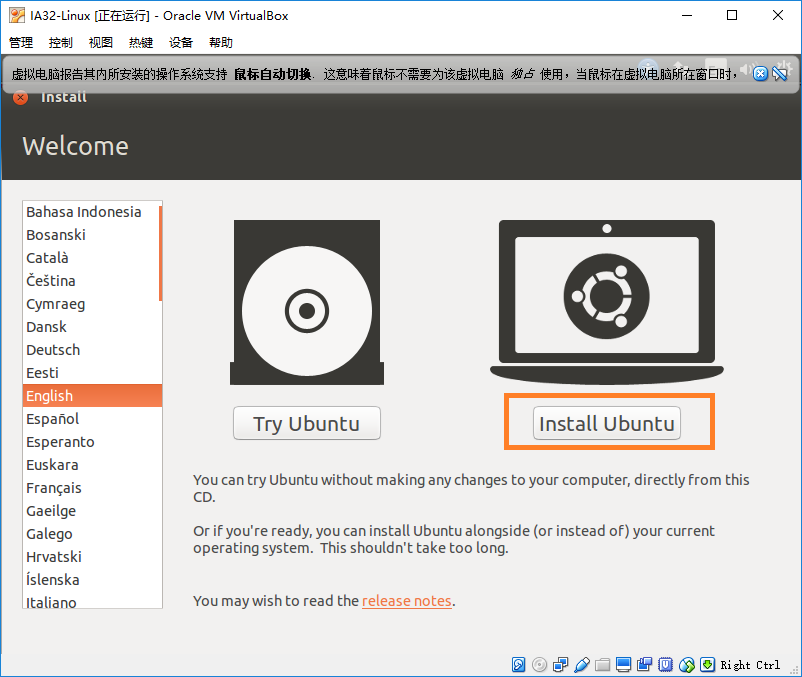 IA32-Linux [正在运行] - Oracle VM VirtualBox
管理 控制 视图 热键 设备 帮助
虚拟电脑报告其内所安装的操作系统支持 鼠标自动切换. 这意味着鼠标不需要为该虚拟电脑 独占 使用，当鼠标在虚拟电脑所在窗口时，
Install
Welcome
Bahasa Indonesia
Bosanski
Català
Čeština
Cymraeg
Dansk
Deutsch
Eesti
English
Español
Esperanto
Euskara
Français
Gaeilge
Galego
Hrvatski
Íslenska
Italiano
Try Ubuntu
Install Ubuntu
You can try Ubuntu without making any changes to your computer, directly from this
CD.
Or if you're ready, you can install Ubuntu alongside (or instead of) your current
operating system. This shouldn't take too long.
You may wish to read the release notes.
Right Ctrl